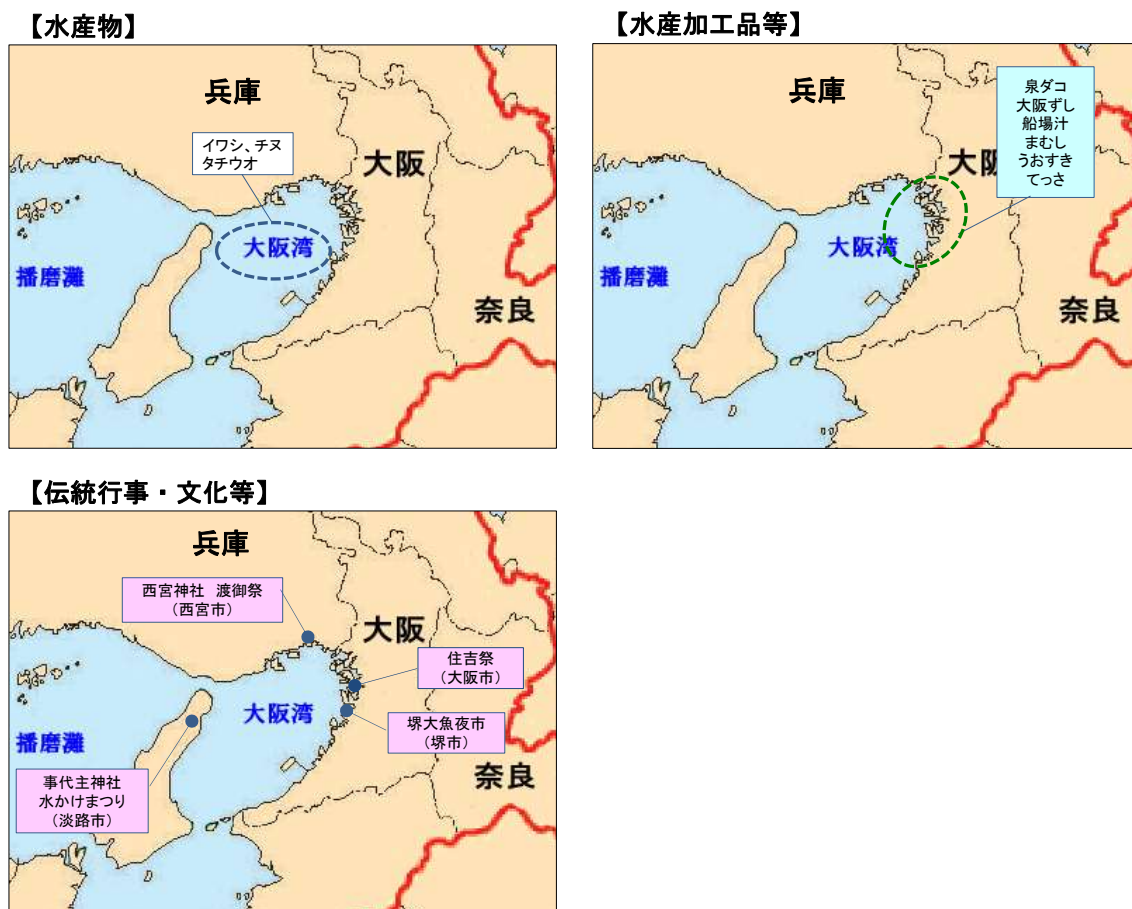 【水産物】
兵庫
イワシ、チヌ
タチウオ
大阪
大阪湾
播磨灘
奈良
【水産加工品等】
兵庫
泉ダコ
大阪ずし
船場汁
まむし
うおすき
てっさ
大阪
大阪湾
播磨灘
奈良
【伝統行事・文化等】
兵庫
西宮神社 渡御祭
（西宮市）
大阪
住吉祭
（大阪市）
大阪湾
堺大魚夜市
（堺市）
播磨灘
奈良
事代主神社
水かけまつり
（淡路市）